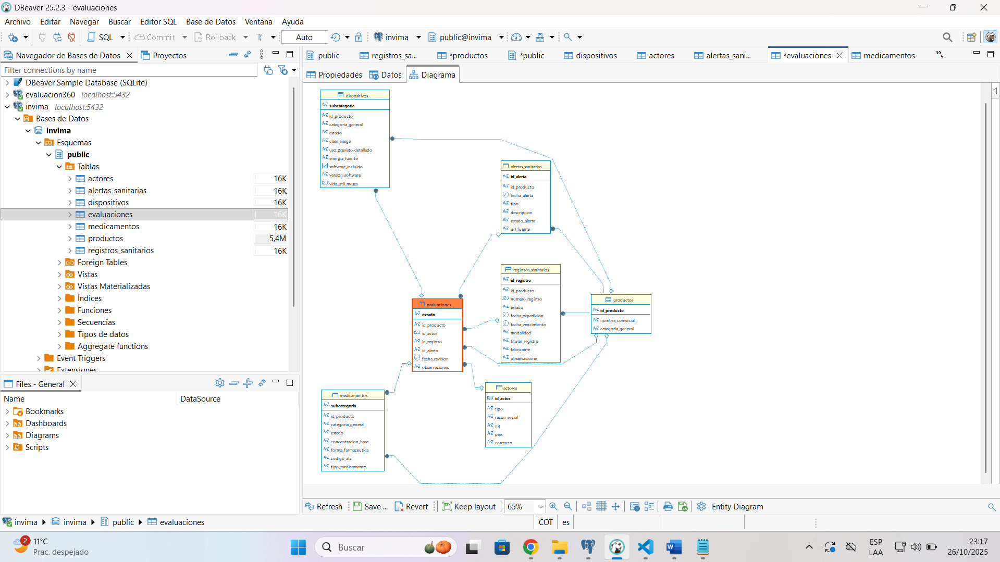 DBeaver 25.2.3 - evaluaciones
Archivo Editar Navegar Buscar Editor SQL Base de Datos Ventana Ayuda
SQL Commit Rollback Auto invima public@invima
Navegador de Bases de Datos Proyectos
Filter connections by name
DBeaver Sample Database (SQLite)
evaluacion360 localhost:5432
invima localhost:5432
Bases de Datos
invima
Esquemas
public
Tablas
actores 16K
alertas_sanitarias 16K
dispositivos 16K
evaluaciones 16K
medicamentos 16K
productos 5,4M
registros_sanitarios 16K
Foreign Tables
Vistas
Vistas Materializadas
Índices
Funciones
Secuencias
Tipos de datos
Aggregate functions
Event Triggers
Extensiones
Files - General
Name DataSource
Bookmarks
Dashboards
Diagrams
Scripts
public registros_sa... *productos *public dispositivos actores alertas_sani... *evaluaciones medicamentos »5
Propiedades Datos Diagrama
dispositivos
A-Z subcategoria
A-Z id_producto
A-Z categoria_general
A-Z estado
A-Z clase_riesgo
A-Z uso_previsto_detallado
A-Z energia_fuente
software_incluido
A-Z version_software
123 vida_util_meses
alertas_sanitarias
A-Z id_alerta
A-Z id_producto
fecha_alerta
A-Z tipo
A-Z descripcion
A-Z estado_alerta
A-Z url_fuente
registros_sanitarios
A-Z id_registro
A-Z id_producto
123 numero_registro
A-Z estado
fecha_expedicion
fecha_vencimiento
A-Z modalidad
A-Z titular_registro
A-Z fabricante
A-Z observaciones
productos
A-Z id_producto
A-Z nombre_comercial
A-Z categoria_general
evaluaciones
A-Z estado
A-Z id_producto
123 id_actor
A-Z id_registro
A-Z id_alerta
fecha_revision
A-Z observaciones
actores
123 id_actor
A-Z tipo
A-Z razon_social
A-Z nit
A-Z pais
A-Z contacto
medicamentos
A-Z subcategoria
A-Z id_producto
A-Z categoria_general
A-Z estado
A-Z concentracion_base
A-Z forma_farmaceutica
A-Z codigo_atc
A-Z tipo_medicamento
Refresh Save ... Revert Keep layout 65% Entity Diagram
invima invima public evaluaciones COT es
2 11°C
Prac. despejado
Buscar
ESP
LAA
23:17
26/10/2025